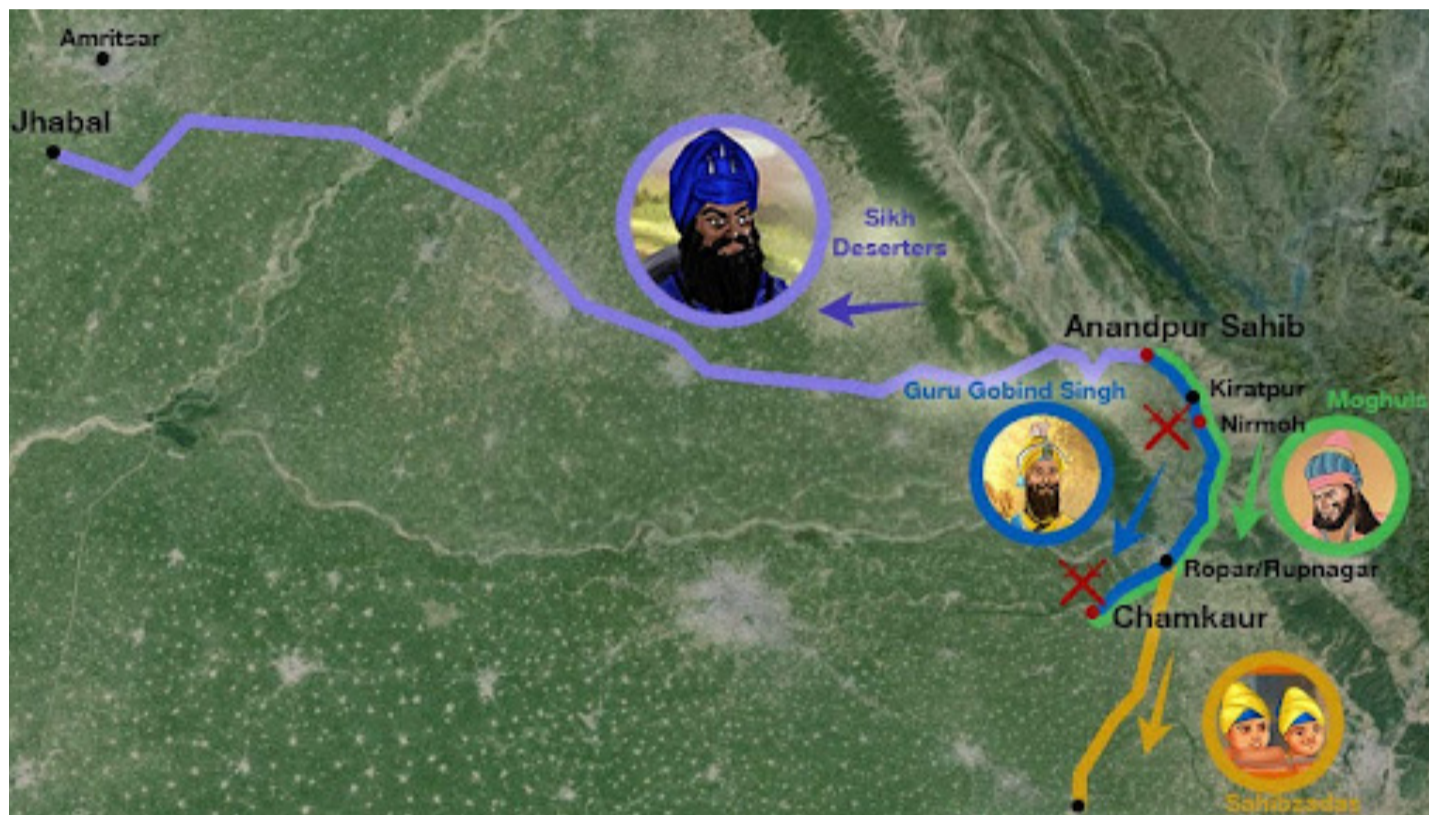 Amritsar
Jhabal
Sikh
Deserters
Anandpur Sahib
Guru Gobind Singh
Kiratpur
Moghuls
Nirmoh
Ropar/Rupnagar
Chamkaur
Sahibzadas